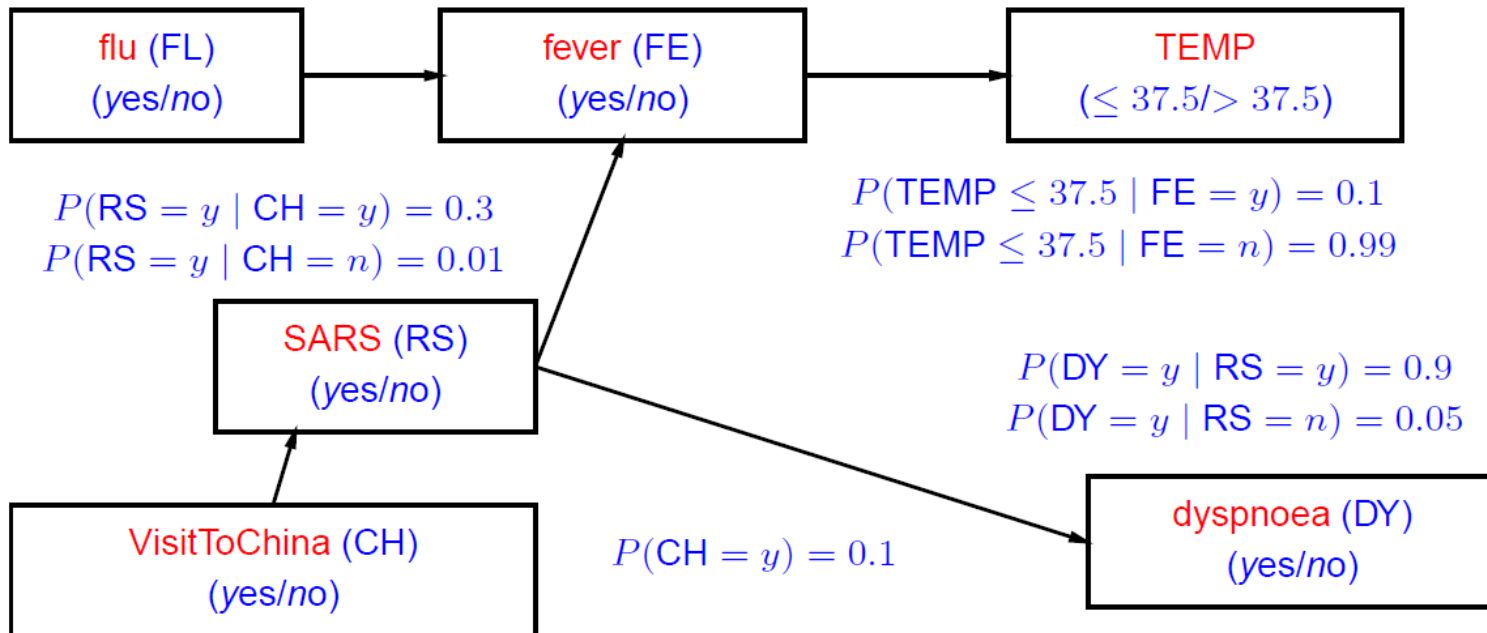 flu (FL)
(yes/no)
fever (FE)
(yes/no)
TEMP
(≤ 37.5/> 37.5)
P(RS = y | CH = y) = 0.3
P(RS = y | CH = n) = 0.01
P(TEMP ≤ 37.5 | FE = y) = 0.1
P(TEMP ≤ 37.5 | FE = n) = 0.99
SARS (RS)
(yes/no)
P(DY = y | RS = y) = 0.9
P(DY = y | RS = n) = 0.05
VisitToChina (CH)
(yes/no)
P(CH = y) = 0.1
dyspnoea (DY)
(yes/no)